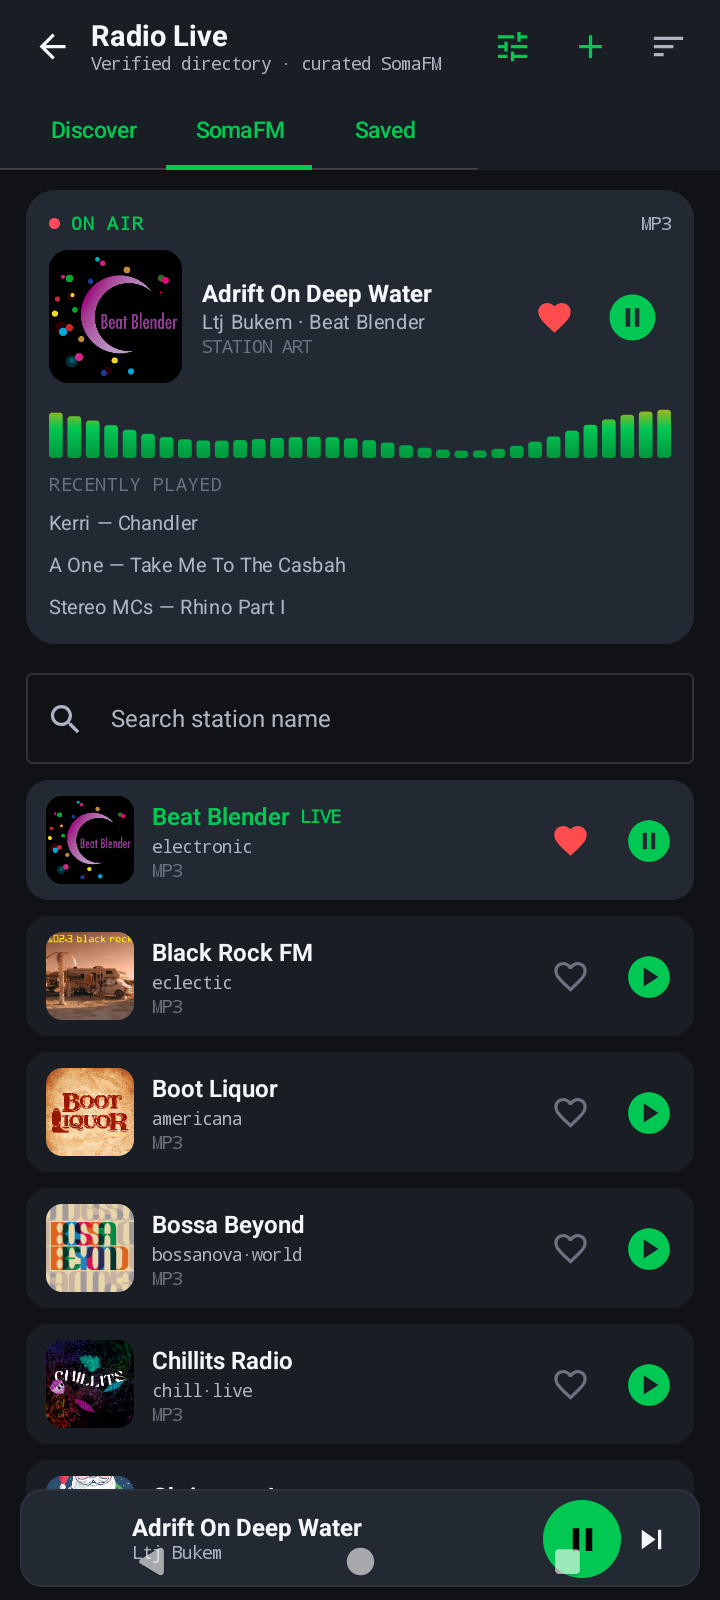 Radio Live
Verified directory · curated SomaFM
Discover
SomaFM
Saved
ON AIR
MP3
Beat Blender
Adrift On Deep Water
Ltj Bukem · Beat Blender
STATION ART
RECENTLY PLAYED
Kerri — Chandler
A One — Take Me To The Casbah
Stereo MCs — Rhino Part I
Search station name
Beat Blender
Beat Blender LIVE
electronic
MP3
102.3 black rock
Black Rock FM
eclectic
MP3
BOOT
LIQUOR
Boot Liquor
americana
MP3
BOSSA
BEYOND
Bossa Beyond
bossanova·world
MP3
CHILLITS
Chillits Radio
chill·live
MP3
Adrift On Deep Water
Ltj Bukem